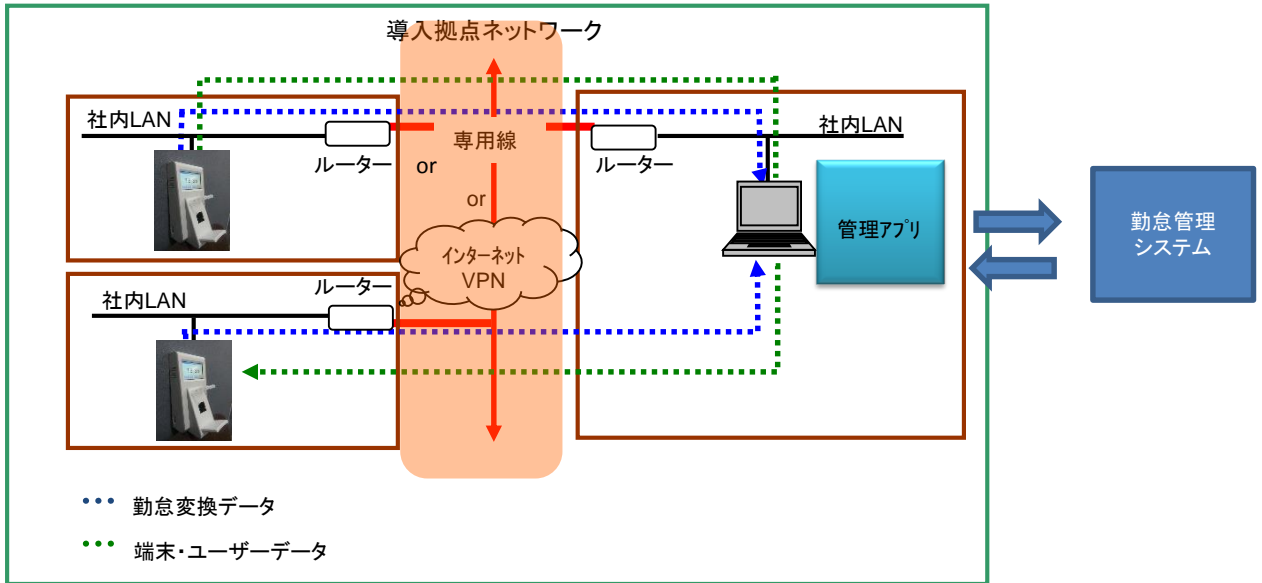 導入拠点ネットワーク
社内LAN
ルーター
専用線
or
or
ルーター
社内LAN
管理アプリ
勤怠管理
システム
インターネット
VPN
社内LAN
ルーター
勤怠変換データ
端末・ユーザーデータ